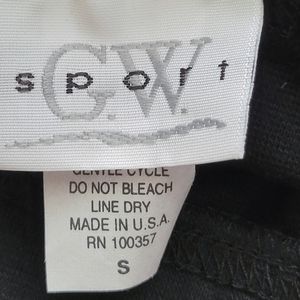 sport
G.W.
GENTLE CYCLE
DO NOT BLEACH
LINE DRY
MADE IN U.S.A.
RN 100357
S